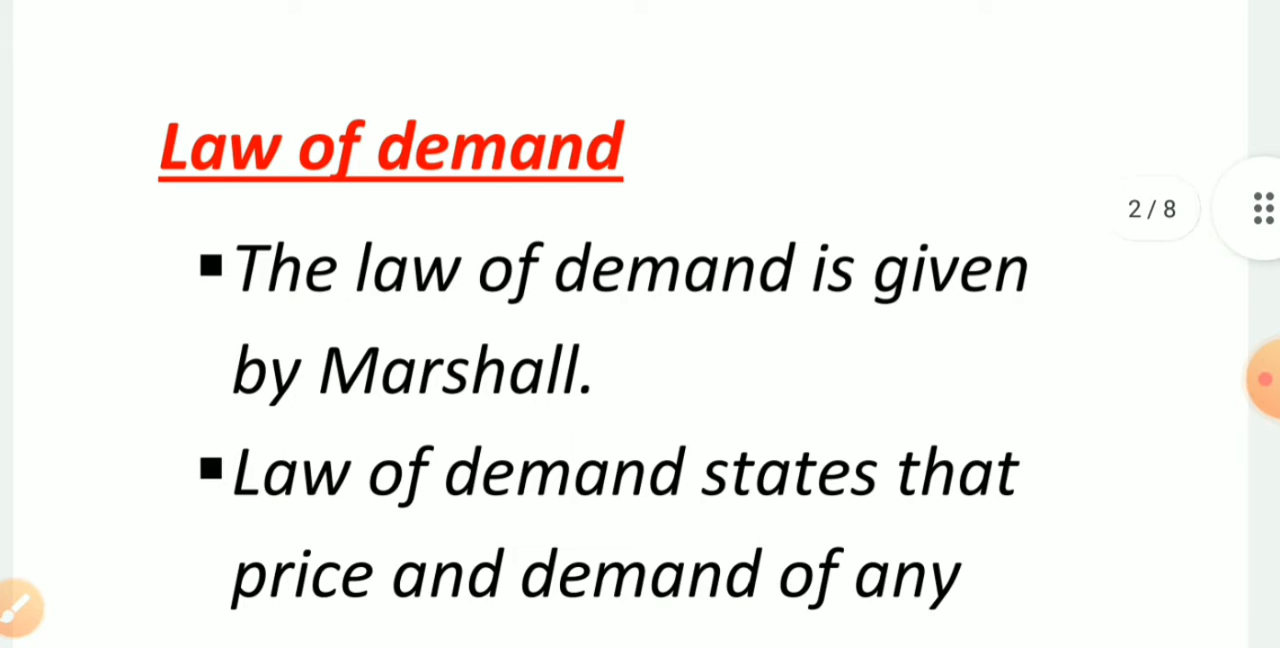 Law of demand
2 / 8
▪The law of demand is given
by Marshall.
▪Law of demand states that
price and demand of any